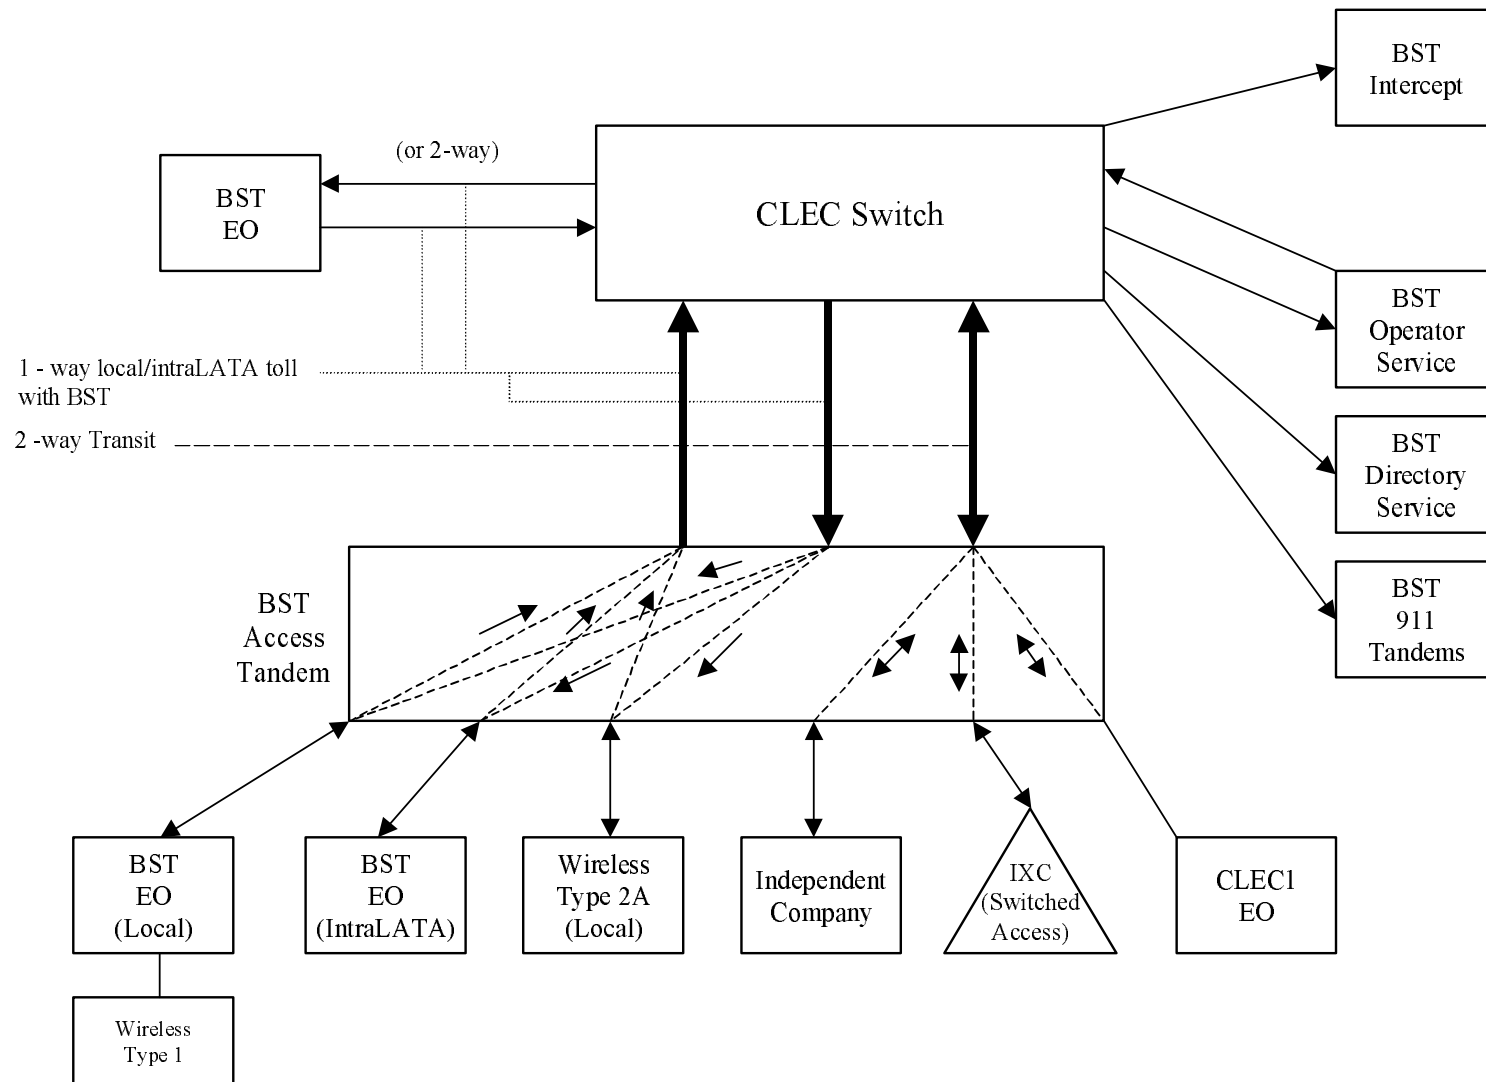 BST
Intercept
(or 2-way)
BST
EO
CLEC Switch
BST
Operator
Service
1 - way local/intraLATA toll
with BST
2 -way Transit
BST
Directory
Service
BST
911
Tandems
BST
Access
Tandem
BST
EO
(Local)
BST
EO
(IntraLATA)
Wireless
Type 2A
(Local)
Independent
Company
IXC
(Switched
Access)
CLEC1
EO
Wireless
Type 1